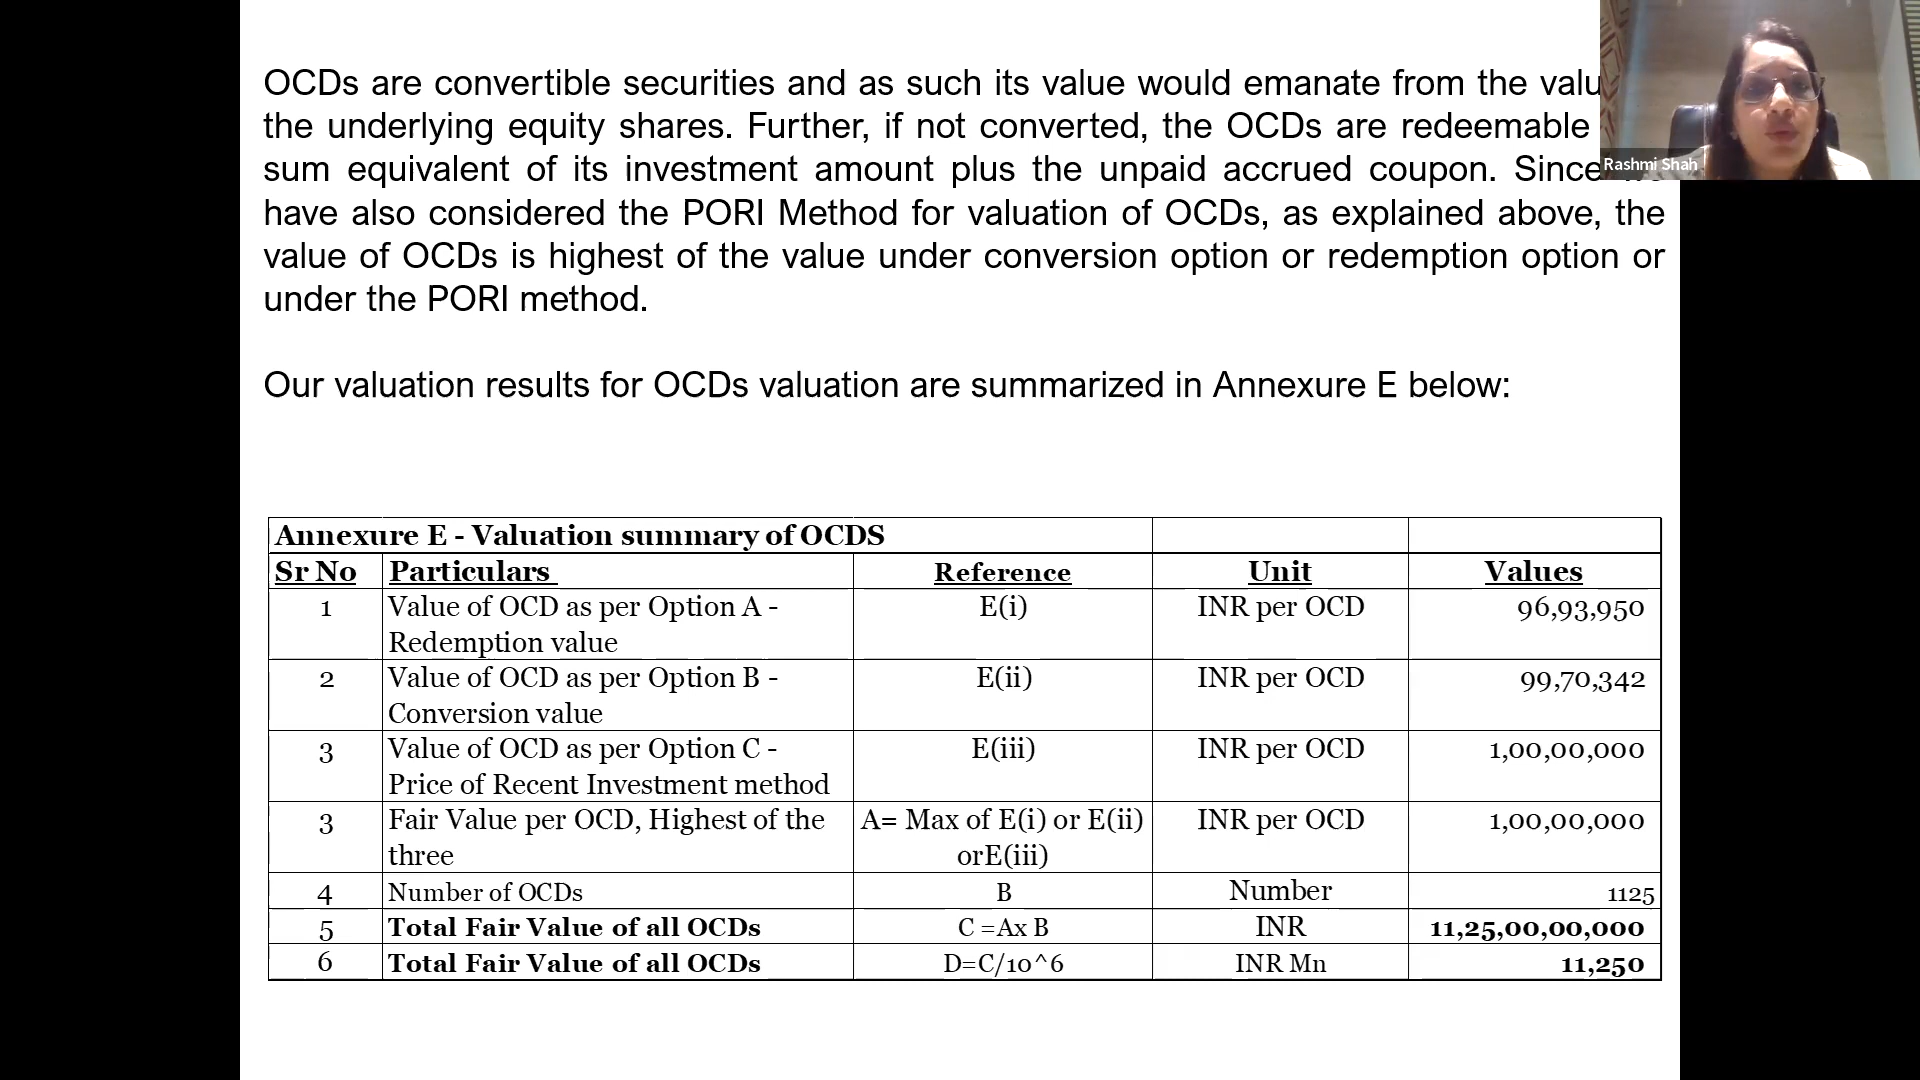 OCDs are convertible securities and as such its value would emanate from the valu
the underlying equity shares. Further, if not converted, the OCDs are redeemable
sum equivalent of its investment amount plus the unpaid accrued coupon. Since
have also considered the PORI Method for valuation of OCDs, as explained above, the
value of OCDs is highest of the value under conversion option or redemption option or
under the PORI method.
Rashmi Shah
Our valuation results for OCDs valuation are summarized in Annexure E below:
Annexure E - Valuation summary of OCDS
Sr No Particulars Reference Unit Values
1 Value of OCD as per Option A - E(i) INR per OCD 96,93,950
Redemption value
2 Value of OCD as per Option B - E(ii) INR per OCD 99,70,342
Conversion value
3 Value of OCD as per Option C - E(iii) INR per OCD 1,00,00,000
Price of Recent Investment method
3 Fair Value per OCD, Highest of the A= Max of E(i) or E(ii) INR per OCD 1,00,00,000
three orE(iii)
4 Number of OCDs B Number 1125
5 Total Fair Value of all OCDs C =Ax B INR 11,25,00,00,000
6 Total Fair Value of all OCDs D=C/10^6 INR Mn 11,250